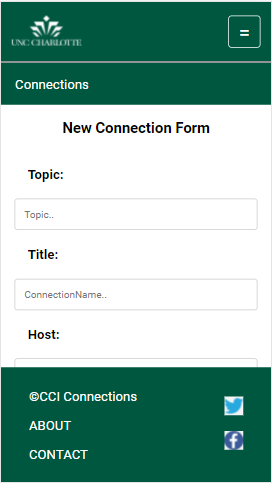 UNC CHARLOTTE
=
Connections
New Connection Form
Topic:
Topic..
Title:
ConnectionName..
Host:
©CCI Connections
ABOUT
CONTACT